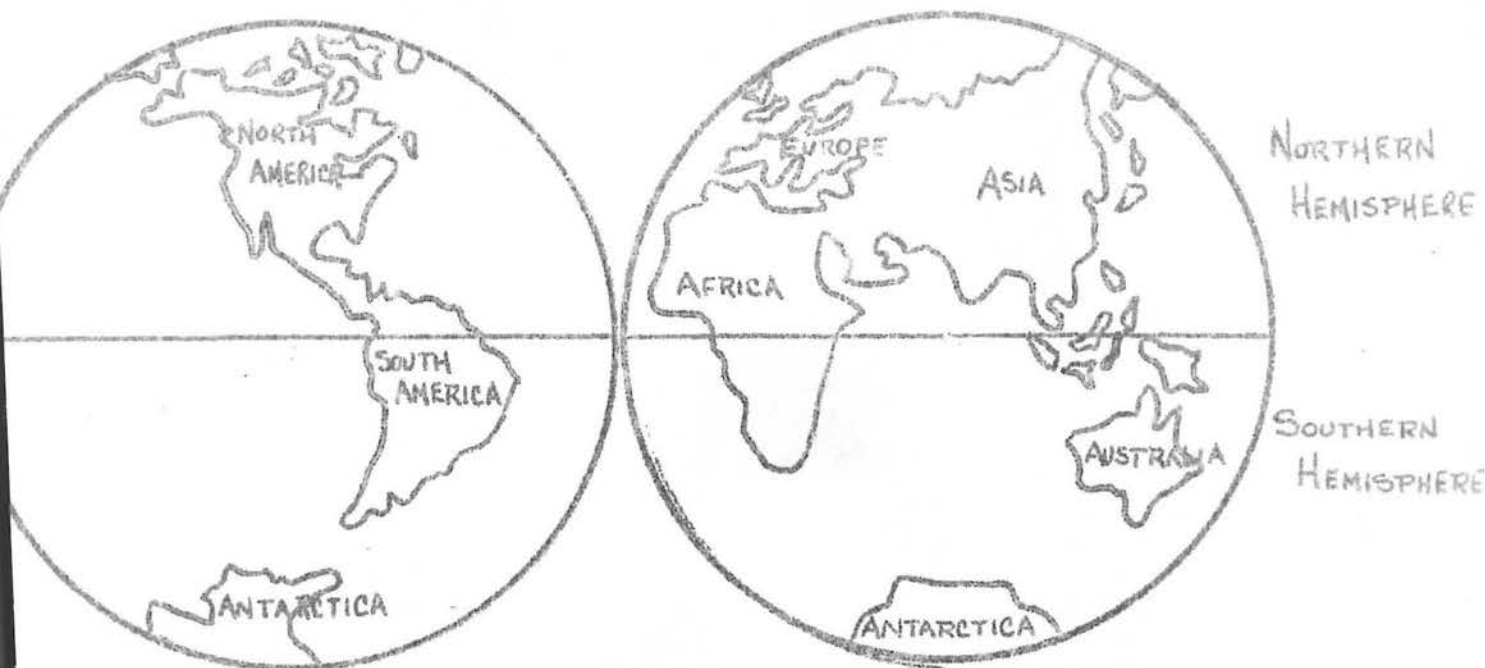 NORTH
AMERICA
SOUTH
AMERICA
ANTARCTICA
EUROPE
ASIA
AFRICA
AUSTRALIA
ANTARCTICA
NORTHERN
HEMISPHERE
SOUTHERN
HEMISPHERE